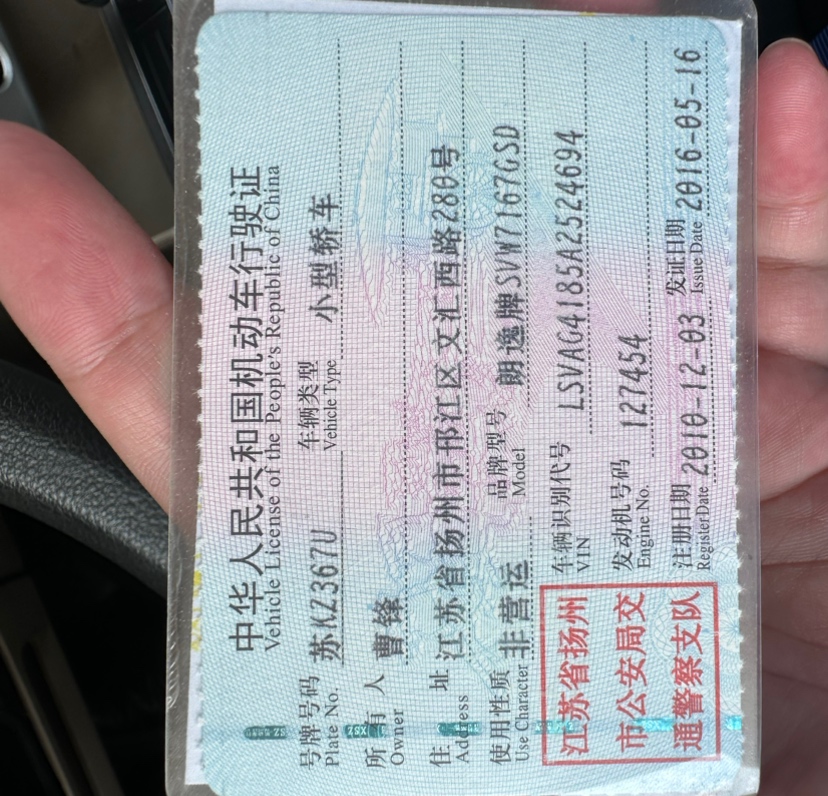 中华人民共和国机动车行驶证
Vehicle License of the People's Republic of China
号牌号码 苏KZ367U 车辆类型 小型轿车
Plate No. Vehicle Type
所有人 曹锋
Owner
住址 江苏省扬州市邗江区文汇西路280号
Address
使用性质 非营运 品牌型号 朗逸牌SVW7167GSD
Use Character Model
江苏省扬州
市公安局交
通警察支队
车辆识别代号 LSVAG4185A2524694
VIN
发动机号码 127454
Engine No.
注册日期 2010-12-03 发证日期 2016-05-16
Register Date Issue Date